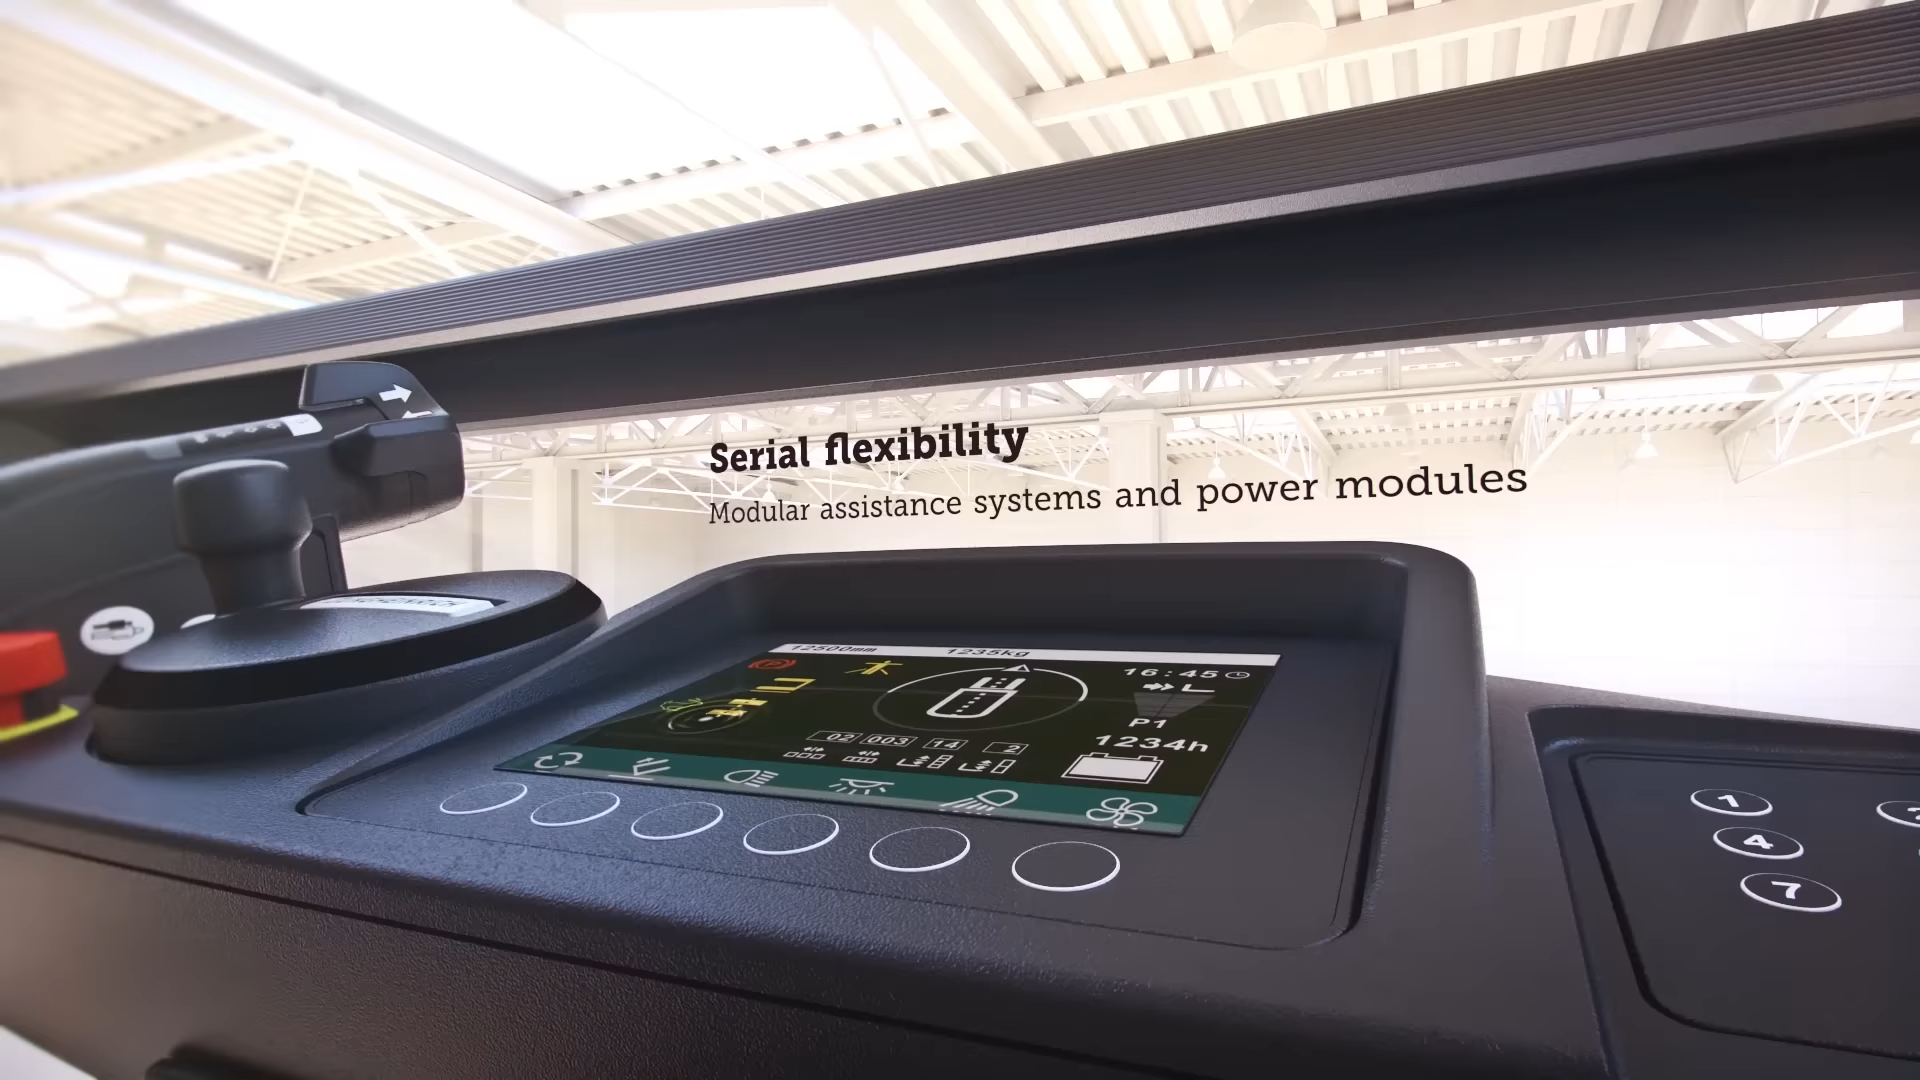 Serial flexibility
Modular assistance systems and power modules
12500mm 1235kg
16:45
P1
1234h
02 003 14 2
1
4
7